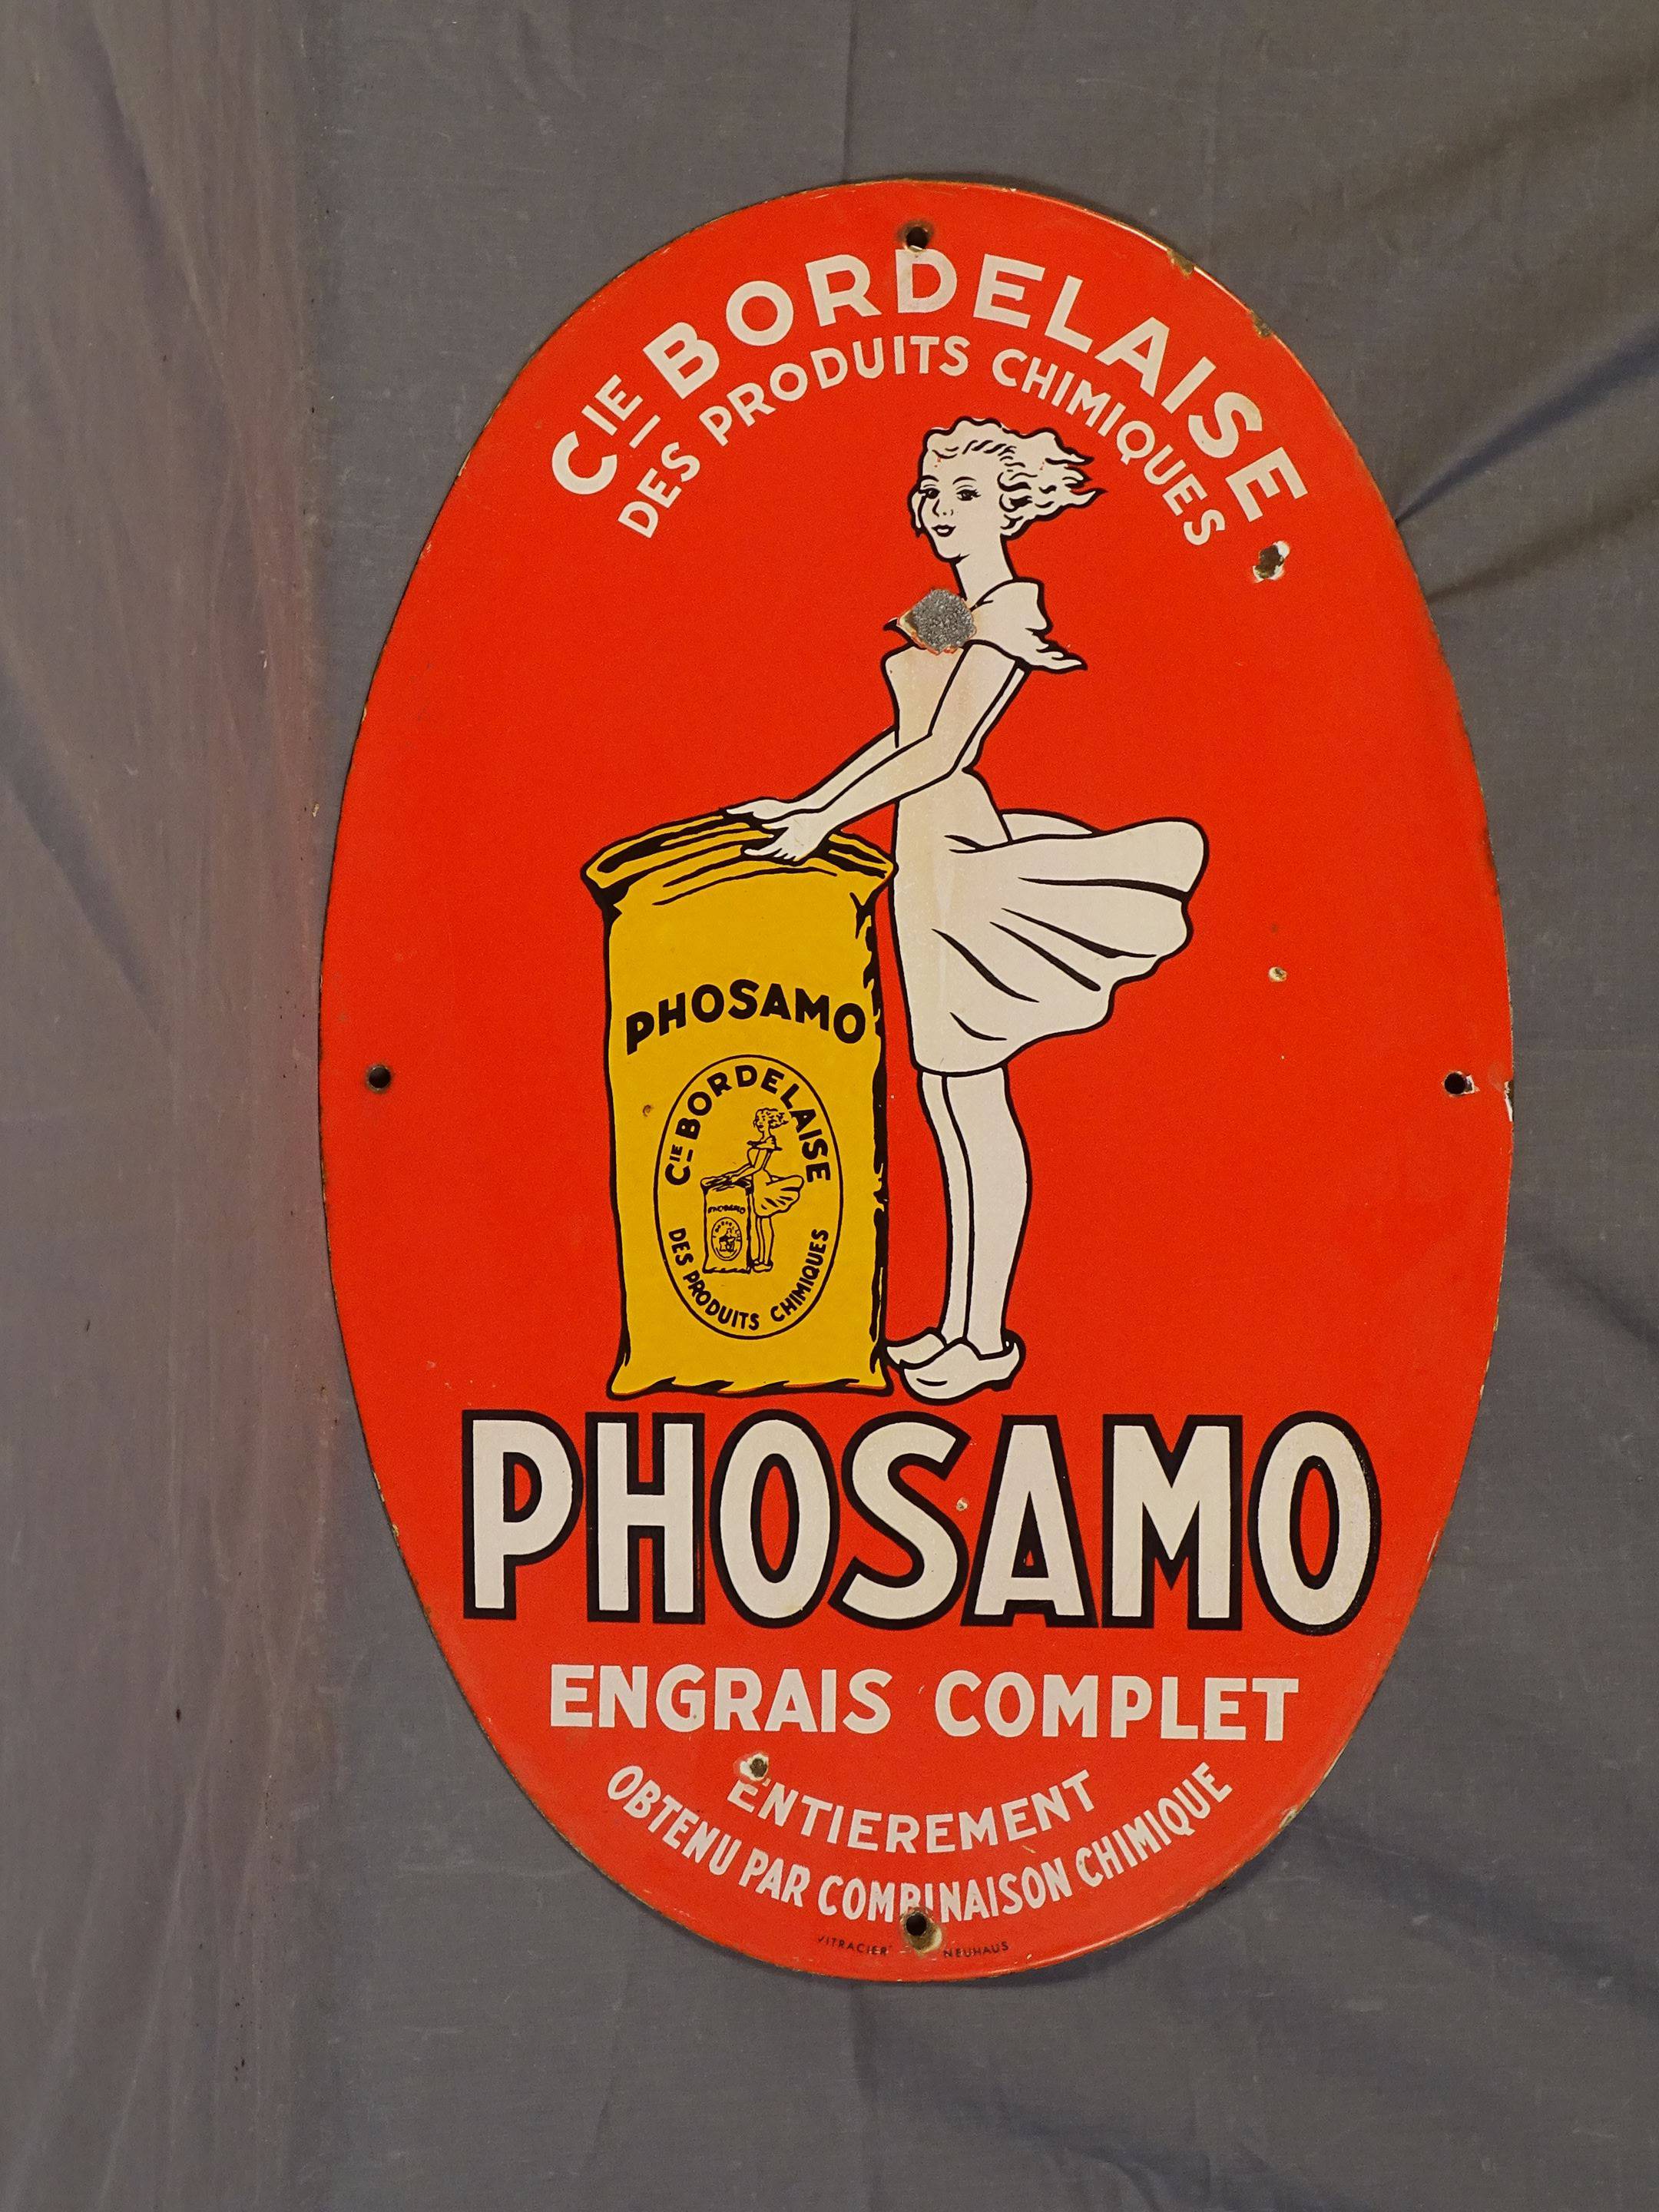 CIE BORDELAISE
DES PRODUITS CHIMIQUES
PHOSAMO
CIE BORDELAISE
PHOSAMO
DES PRODUITS CHIMIQUES
PHOSAMO
ENGRAIS COMPLET
ENTIEREMENT
OBTENU PAR COMBINAISON CHIMIQUE
VITRACIER NEUHAUS